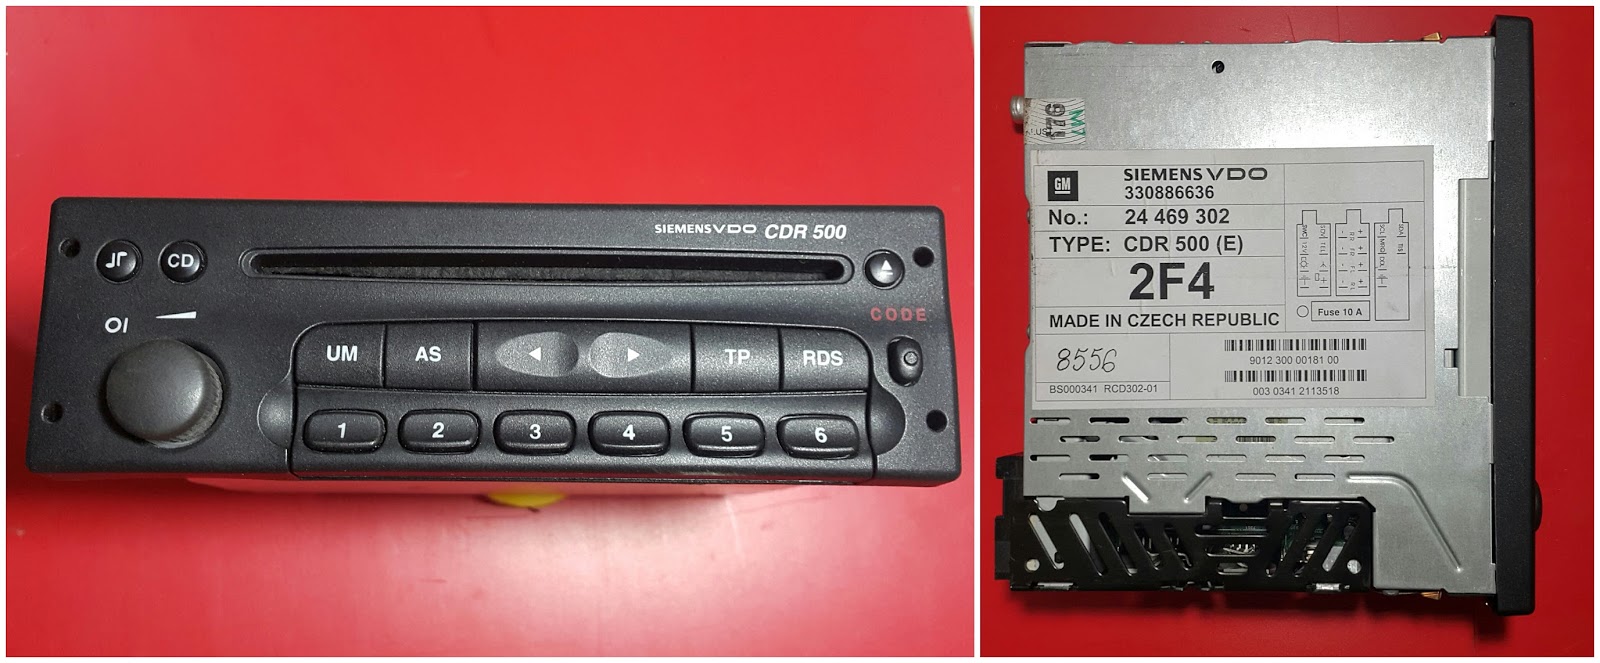 SIEMENS VDO CDR 500
CD
CODE
UM AS TP RDS
1 2 3 4 5 6
GM
SIEMENS VDO
330886636
No.: 24 469 302
TYPE: CDR 500 (E)
2F4
MADE IN CZECH REPUBLIC
Fuse 10 A
8556
BS000341 RCD302-01
9012 300 00181 00
003 0341 2113518